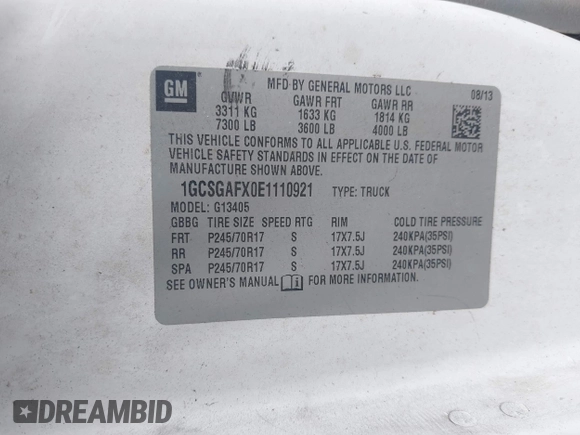 GM
MFD BY GENERAL MOTORS LLC
08/13
GVWR GAWR FRT GAWR RR
3311 KG 1633 KG 1814 KG
7300 LB 3600 LB 4000 LB
THIS VEHICLE CONFORMS TO ALL APPLICABLE U.S. FEDERAL MOTOR
VEHICLE SAFETY STANDARDS IN EFFECT ON THE DATE OF
MANUFACTURE SHOWN ABOVE.
1GCSGAFX0E1110921 TYPE: TRUCK
MODEL: G13405
GBBG TIRE SIZE SPEED RTG RIM COLD TIRE PRESSURE
FRT P245/70R17 S 17X7.5J 240KPA(35PSI)
RR P245/70R17 S 17X7.5J 240KPA(35PSI)
SPA P245/70R17 S 17X7.5J 240KPA(35PSI)
SEE OWNER'S MANUAL FOR MORE INFORMATION.
DREAMBID